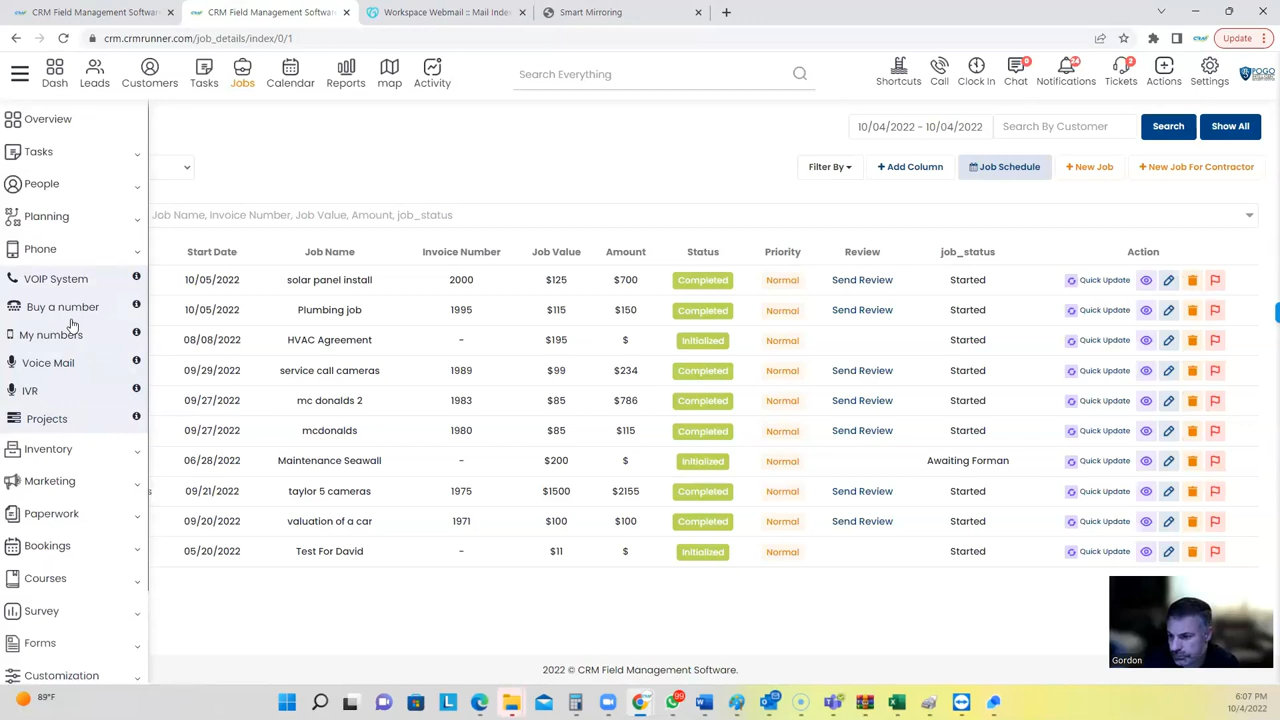 CRM Field Management Softwa
CRM Field Management Softwa
Workspace Webmail :: Mail Index
Smart Mirroring
crm.crmrunner.com/job_details/index/0/1
Update
Dash Leads Customers Tasks Jobs Calendar Reports map Activity
Search Everything
Shortcuts Call Clock In Chat Notifications Tickets Actions Settings
POGO
Overview
Tasks
People
Planning
Phone
VOIP System
Buy a number
My numbers
Voice Mail
IVR
Projects
Inventory
Marketing
Paperwork
Bookings
Courses
Survey
Forms
Customization
10/04/2022 - 10/04/2022 Search By Customer Search Show All
Filter By + Add Column Job Schedule + New Job + New Job For Contractor
Job Name, Invoice Number, Job Value, Amount, job_status
Start Date Job Name Invoice Number Job Value Amount Status Priority Review job_status Action
10/05/2022 solar panel install 2000 $125 $700 Completed Normal Send Review Started Quick Update
10/05/2022 Plumbing job 1995 $115 $150 Completed Normal Send Review Started Quick Update
08/08/2022 HVAC Agreement - $195 $ Initialized Normal Started Quick Update
09/29/2022 service call cameras 1989 $99 $234 Completed Normal Send Review Started Quick Update
09/27/2022 mc donalds 2 1983 $85 $786 Completed Normal Send Review Started Quick Update
09/27/2022 mcdonalds 1980 $85 $115 Completed Normal Send Review Started Quick Update
06/28/2022 Maintenance Seawall - $200 $ Initialized Normal Awaiting Forman Quick Update
s 09/21/2022 taylor 5 cameras 1975 $1500 $2155 Completed Normal Send Review Started Quick Update
09/20/2022 valuation of a car 1971 $100 $100 Completed Normal Send Review Started Quick Update
05/20/2022 Test For David - $11 $ Initialized Normal Started Quick Update
Gordon
2022 © CRM Field Management Software.
89°F
99
6:07 PM
10/4/2022